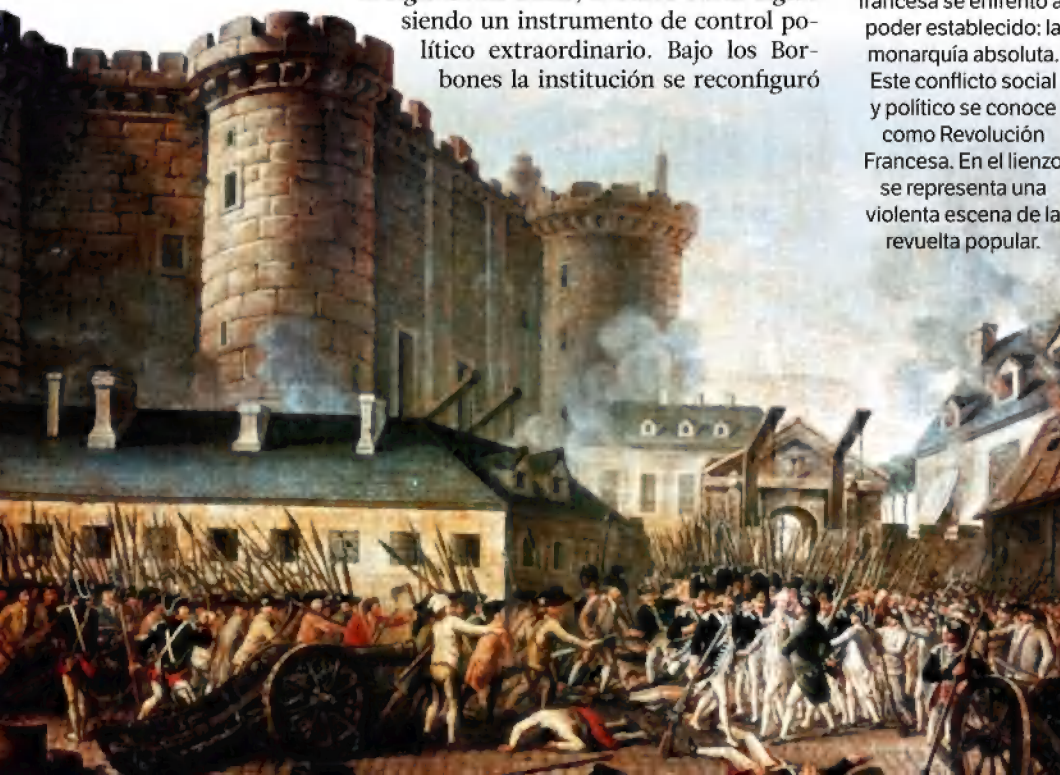 siendo un instrumento de control po-
lítico extraordinario. Bajo los Bor-
bones la institución se reconfiguró
francesa se enfrentó a
poder establecido: la
monarquía absoluta.
Este conflicto social
y político se conoce
como Revolución
Francesa. En el lienzo
se representa una
violenta escena de la
revuelta popular.